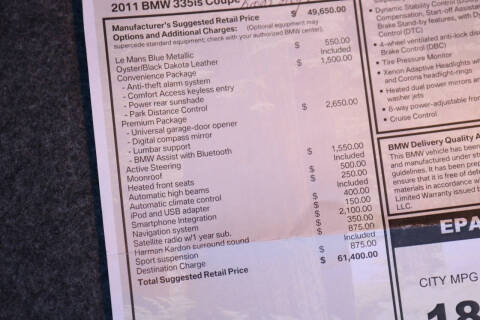 2011 BMW 335is Coupe
Manufacturer's Suggested Retail Price $ 49,650.00
Options and Additional Charges: (Optional equipment may
supercede standard equipment; check with your authorized BMW center).
Le Mans Blue Metallic $ 550.00
Oyster/Black Dakota Leather Included
Convenience Package $ 1,500.00
- Anti-theft alarm system
- Comfort Access keyless entry
- Power rear sunshade
- Park Distance Control
Premium Package $ 2,650.00
- Universal garage-door opener
- Digital compass mirror
- Lumbar support
- BMW Assist with Bluetooth
Active Steering $ 1,550.00
Moonroof Included
Heated front seats $ 500.00
Automatic high beams $ 250.00
Automatic climate control Included
iPod and USB adapter $ 400.00
Smartphone Integration $ 150.00
Navigation system $ 2,100.00
Satellite radio w/1 year sub. $ 350.00
Harman Kardon surround sound $ 875.00
Sport suspension Included
Destination Charge $ 875.00
Total Suggested Retail Price $ 61,400.00
Dynamic Stability Control
Compensation, Start-off Assist
Brake Stand-by features, with Dy
Control (DTC)
• 4-wheel ventilated anti-lock dis
Brake Control (DBC)
• Tire Pressure Monitor
• Xenon Adaptive Headlights w
and Corona headlight-rings
• Heated dual power mirrors a
washer jets
• 8-way power-adjustable fron
• Cruise Control
BMW Delivery Quality A
This BMW vehicle has been
and manufactured under st
guidelines. It has been prep
ensure that it is free of def
materials in accordance w
Limited Warranty issued b
LLC.
EPA
CITY MPG
18